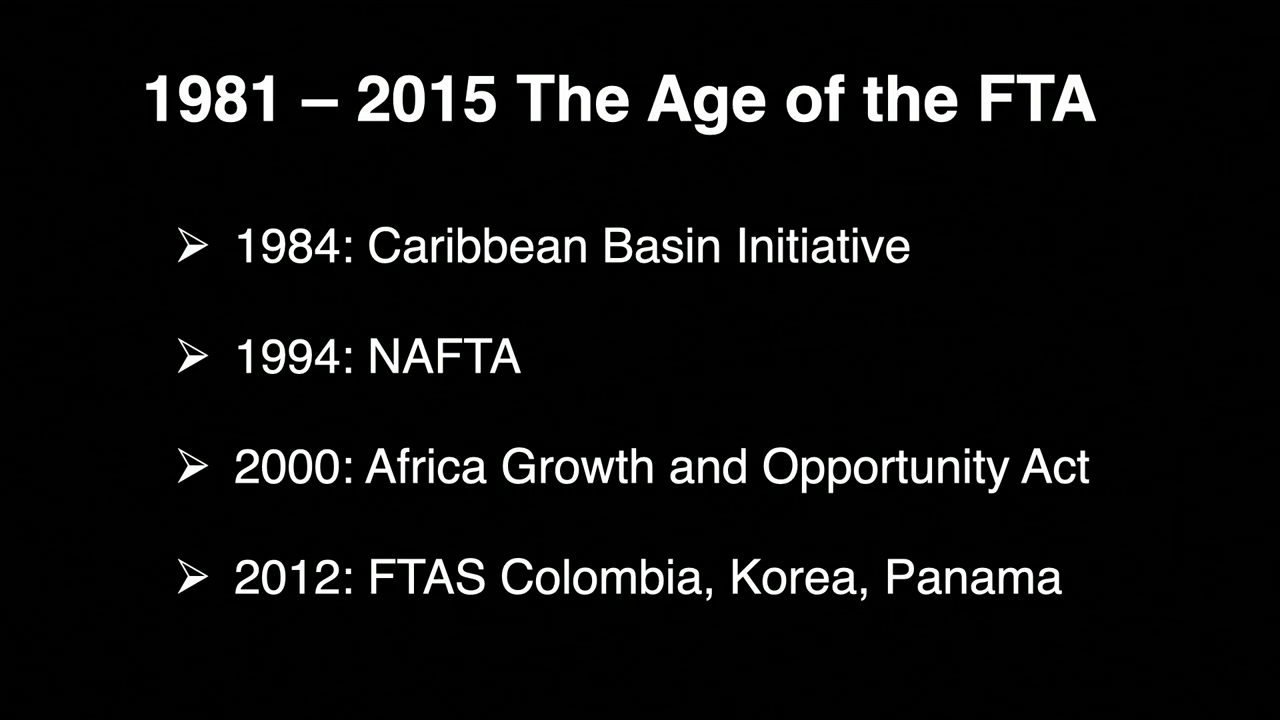 1981 – 2015 The Age of the FTA
➢ 1984: Caribbean Basin Initiative
➢ 1994: NAFTA
➢ 2000: Africa Growth and Opportunity Act
➢ 2012: FTAS Colombia, Korea, Panama